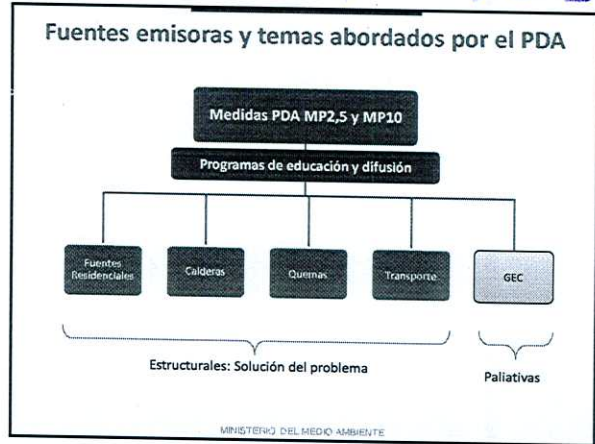 Fuentes emisoras y temas abordados por el PDA
Medidas PDA MP2,5 y MP10
Programas de educación y difusión
Fuentes
Residenciales
Calderas
Quemas
Transporte
GEC
Estructurales: Solución del problema
Paliativas
MINISTERIO DEL MEDIO AMBIENTE